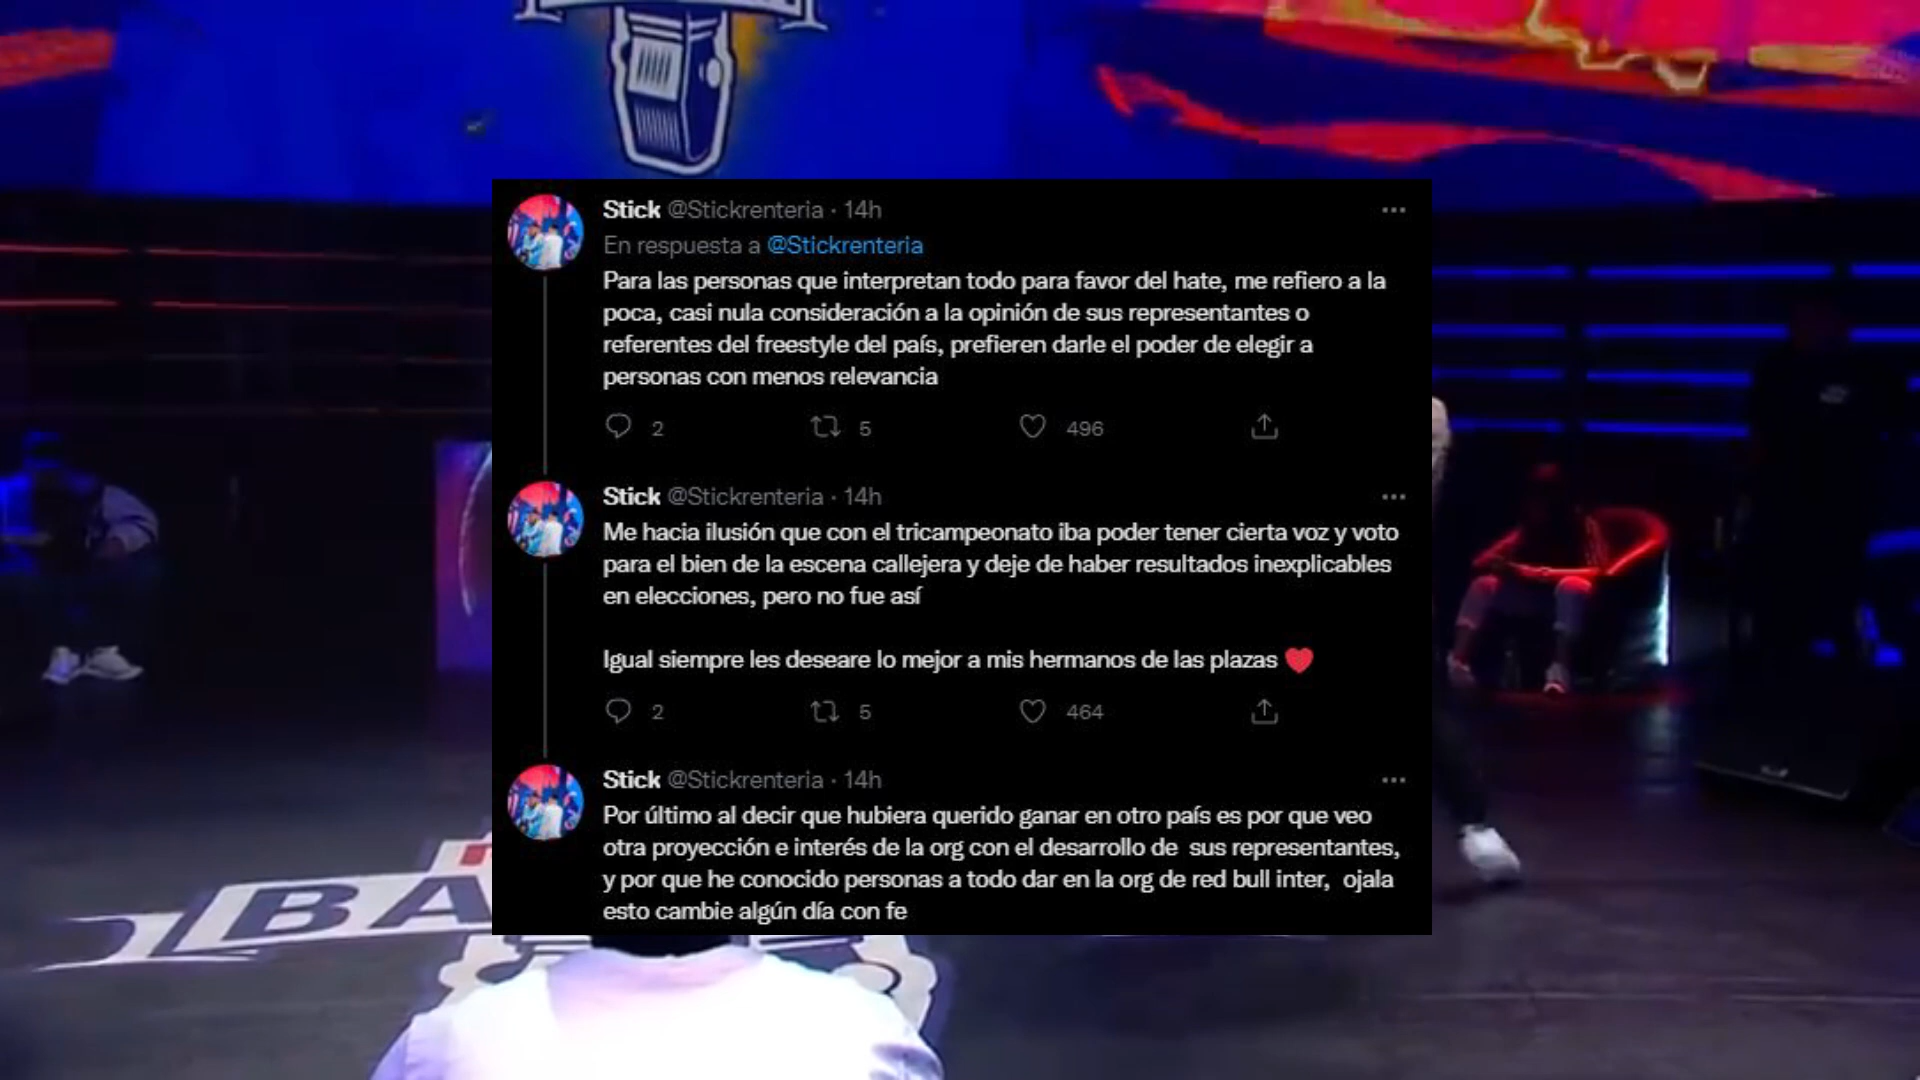 Stick @Stickrenteria · 14h
En respuesta a @Stickrenteria
Para las personas que interpretan todo para favor del hate, me refiero a la
poca, casi nula consideración a la opinión de sus representantes o
referentes del freestyle del país, prefieren darle el poder de elegir a
personas con menos relevancia
2 5 496
Stick @Stickrenteria · 14h
Me hacia ilusión que con el tricampeonato iba poder tener cierta voz y voto
para el bien de la escena callejera y deje de haber resultados inexplicables
en elecciones, pero no fue así
Igual siempre les deseare lo mejor a mis hermanos de las plazas ❤️
2 5 464
Stick @Stickrenteria · 14h
Por último al decir que hubiera querido ganar en otro país es por que veo
otra proyección e interés de la org con el desarrollo de sus representantes,
y por que he conocido personas a todo dar en la org de red bull inter, ojala
esto cambie algún día con fe
BA